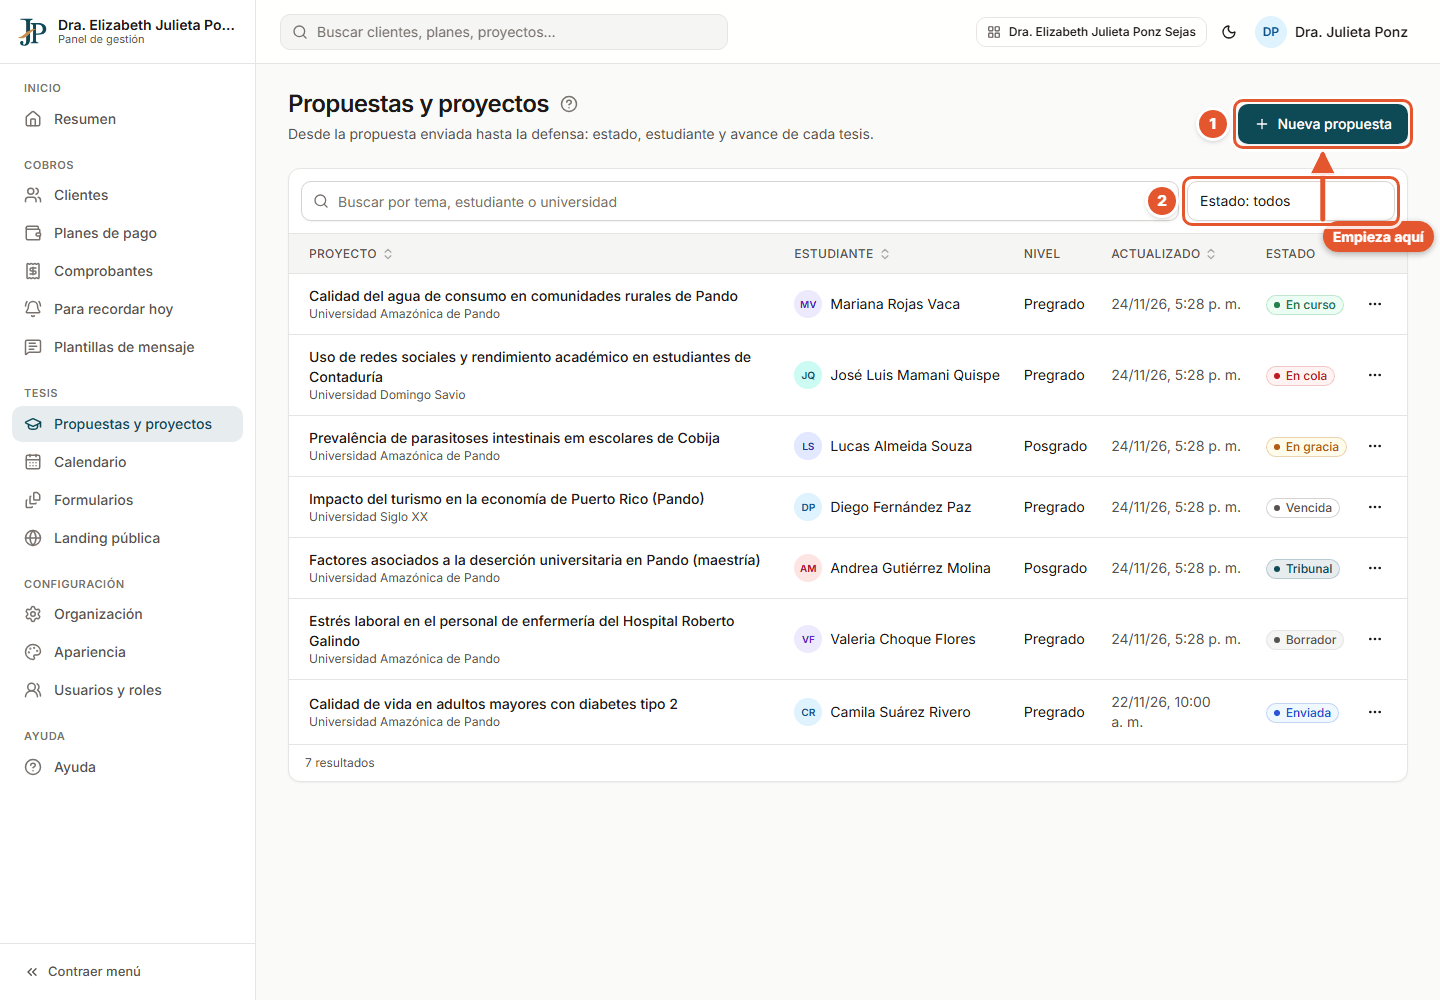 JP
Dra. Elizabeth Julieta Po...
Panel de gestión
Buscar clientes, planes, proyectos...
Dra. Elizabeth Julieta Ponz Sejas
DP
Dra. Julieta Ponz
INICIO
Resumen
COBROS
Clientes
Planes de pago
Comprobantes
Para recordar hoy
Plantillas de mensaje
TESIS
Propuestas y proyectos
Calendario
Formularios
Landing pública
CONFIGURACIÓN
Organización
Apariencia
Usuarios y roles
AYUDA
Ayuda
Contraer menú
Propuestas y proyectos
Desde la propuesta enviada hasta la defensa: estado, estudiante y avance de cada tesis.
1
+ Nueva propuesta
Buscar por tema, estudiante o universidad
2
Estado: todos
Empieza aquí
PROYECTO
ESTUDIANTE
NIVEL
ACTUALIZADO
ESTADO
Calidad del agua de consumo en comunidades rurales de Pando
Universidad Amazónica de Pando
MV
Mariana Rojas Vaca
Pregrado
24/11/26, 5:28 p. m.
En curso
Uso de redes sociales y rendimiento académico en estudiantes de
Contaduría
Universidad Domingo Savio
JQ
José Luis Mamani Quispe
Pregrado
24/11/26, 5:28 p. m.
En cola
Prevalência de parasitoses intestinais em escolares de Cobija
Universidad Amazónica de Pando
LS
Lucas Almeida Souza
Posgrado
24/11/26, 5:28 p. m.
En gracia
Impacto del turismo en la economía de Puerto Rico (Pando)
Universidad Siglo XX
DP
Diego Fernández Paz
Pregrado
24/11/26, 5:28 p. m.
Vencida
Factores asociados a la deserción universitaria en Pando (maestría)
Universidad Amazónica de Pando
AM
Andrea Gutiérrez Molina
Posgrado
24/11/26, 5:28 p. m.
Tribunal
Estrés laboral en el personal de enfermería del Hospital Roberto
Galindo
Universidad Amazónica de Pando
VF
Valeria Choque Flores
Pregrado
24/11/26, 5:28 p. m.
Borrador
Calidad de vida en adultos mayores con diabetes tipo 2
Universidad Amazónica de Pando
CR
Camila Suárez Rivero
Pregrado
22/11/26, 10:00
a. m.
Enviada
7 resultados